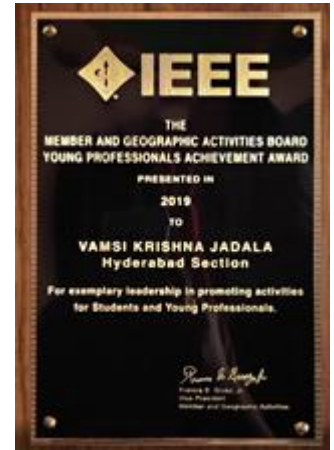 IEEE
THE
MEMBER AND GEOGRAPHIC ACTIVITIES BOARD
YOUNG PROFESSIONALS ACHIEVEMENT AWARD
PRESENTED IN
2019
TO
VAMSI KRISHNA JADALA
Hyderabad Section
For exemplary leadership in promoting activities
for Students and Young Professionals.
Vice President
Member and Geographic Activities